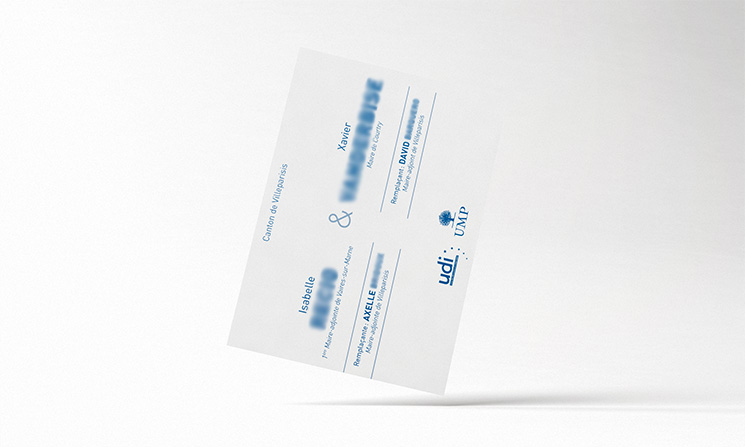 Canton de Villeparisis
Isabelle
1ère Maire-adjointe de Vaires-sur-Marne
Remplaçante : AXELLE
Maire-adjointe de Villeparisis
&
Xavier
Maire de Courtry
Remplaçant : DAVID
Maire-adjoint de Villeparisis
udi
UMP